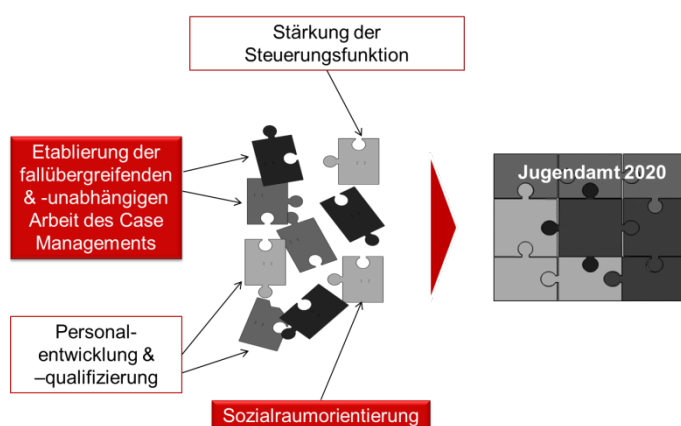 Stärkung der
Steuerungsfunktion
Etablierung der
fallübergreifenden
& -unabhängigen
Arbeit des Case
Managements
Jugendamt 2020
Personal-
entwicklung &
–qualifizierung
Sozialraumorientierung